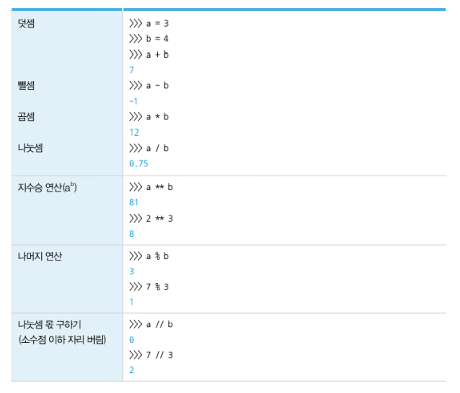 덧셈
>>> a = 3
>>> b = 4
>>> a + b
7
뺄셈
>>> a - b
-1
곱셈
>>> a * b
12
나눗셈
>>> a / b
0.75
지수승 연산(aᵇ)
>>> a ** b
81
>>> 2 ** 3
8
나머지 연산
>>> a % b
3
>>> 7 % 3
1
나눗셈 몫 구하기
(소수점 이하 자리 버림)
>>> a // b
0
>>> 7 // 3
2